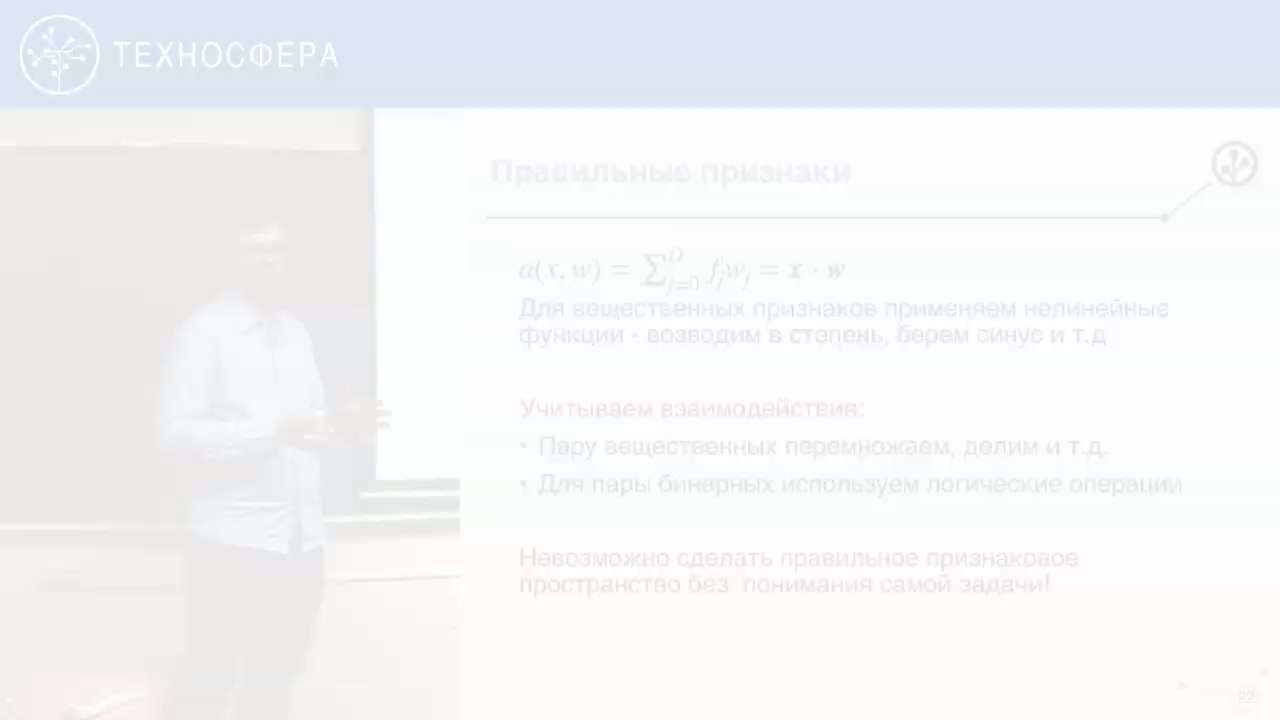 ТЕХНОСФЕРА
Правильные признаки
a(x, w) = ∑_{j=0}^{D} f_j w_j = x · w
Для вещественных признаков применяем нелинейные
функции - возводим в степень, берем синус и т.д
Учитываем взаимодействия:
• Пару вещественных перемножаем, делим и т.д.
• Для пары бинарных используем логические операции
Невозможно сделать правильное признаковое
пространство без понимания самой задачи!
22